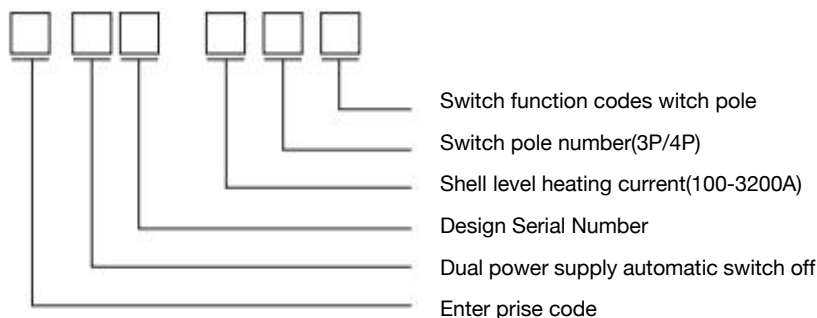 Switch function codes witch pole
Switch pole number(3P/4P)
Shell level heating current(100-3200A)
Design Serial Number
Dual power supply automatic switch off
Enter prise code